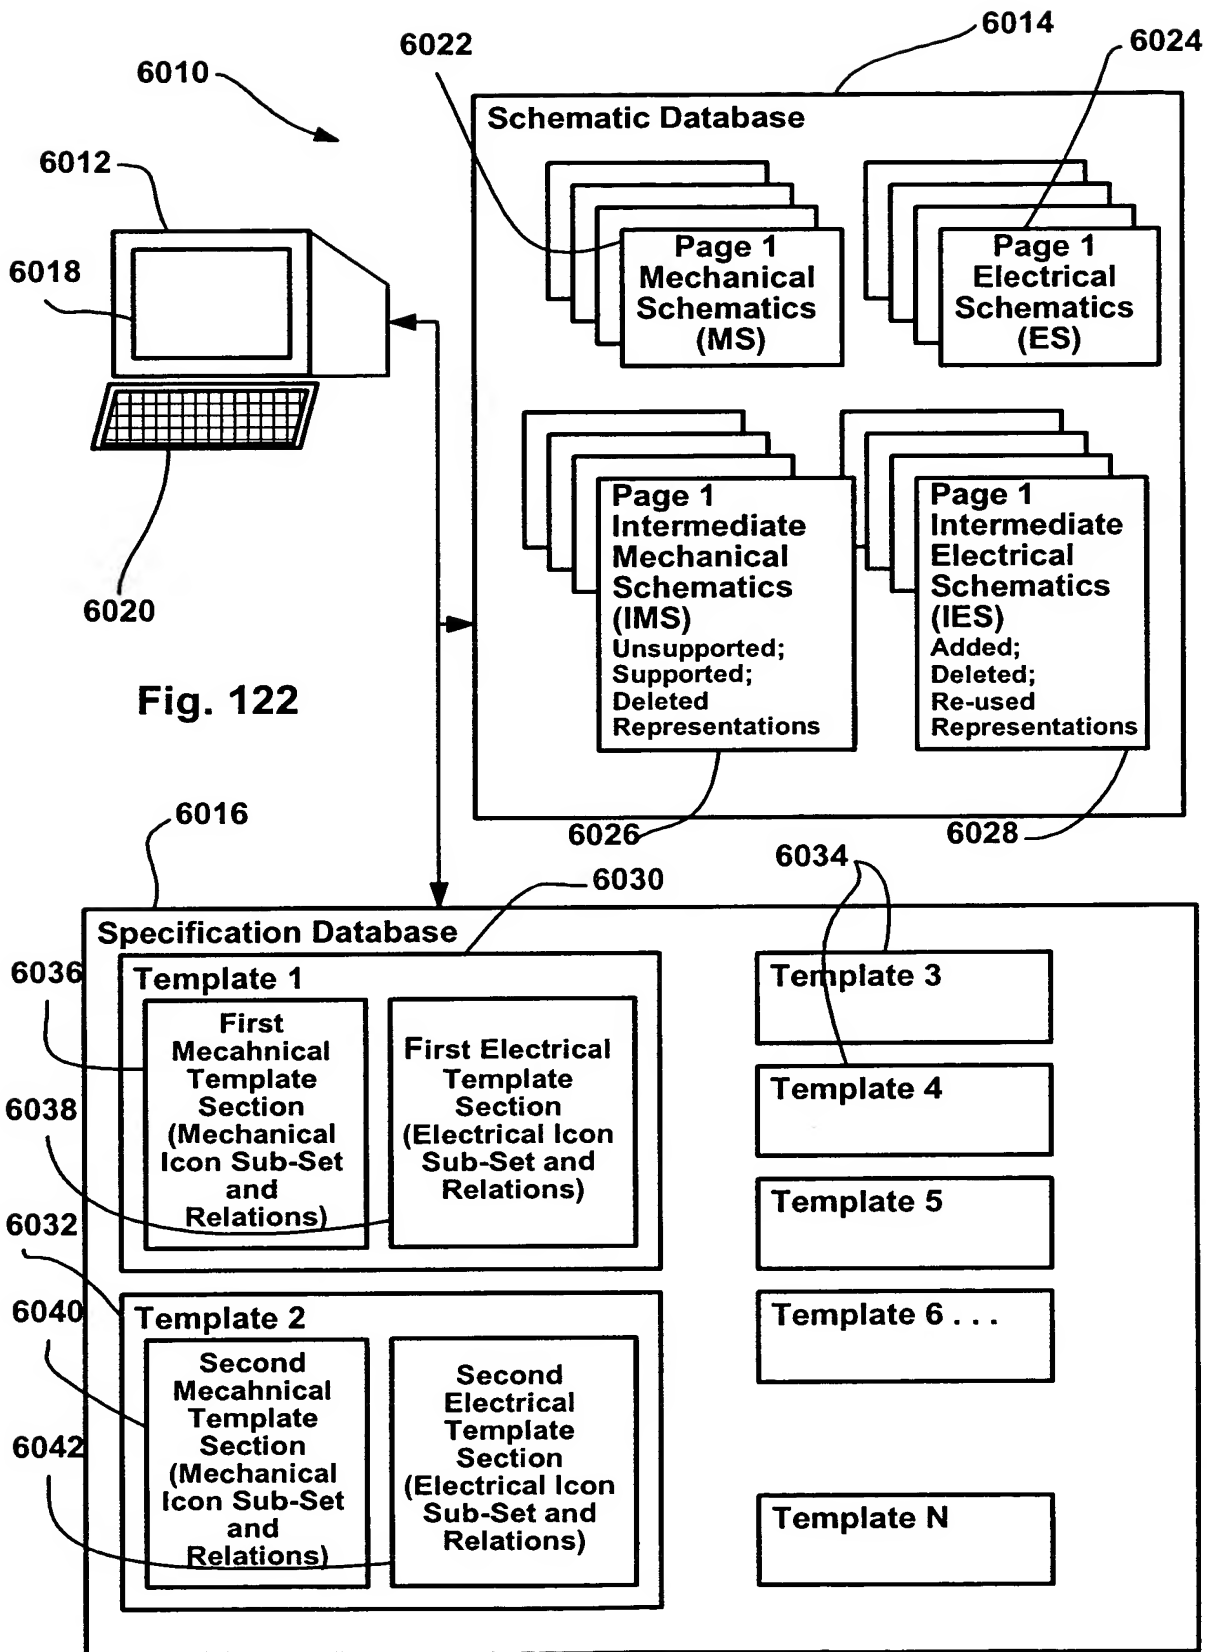 6014
6022
6024
6010
Schematic Database
6012
6018
Page 1
Mechanical
Schematics
(MS)
Page 1
Electrical
Schematics
(ES)
6020
Page 1
Intermediate
Mechanical
Schematics
(IMS)
Unsupported;
Supported;
Deleted
Representations
Page 1
Intermediate
Electrical
Schematics
(IES)
Added;
Deleted;
Re-used
Representations
Fig. 122
6016
6026
6028
6034
6030
Specification Database
6036
Template 1
First
Mecahnical
Template
Section
(Mechanical
Icon Sub-Set
and
Relations)
First Electrical
Template
Section
(Electrical Icon
Sub-Set and
Relations)
6038
6032
Template 3
Template 4
Template 5
Template 6 . . .
Template N
6040
Template 2
Second
Mecahnical
Template
Section
(Mechanical
Icon Sub-Set
and
Relations)
Second
Electrical
Template
Section
(Electrical Icon
Sub-Set and
Relations)
6042